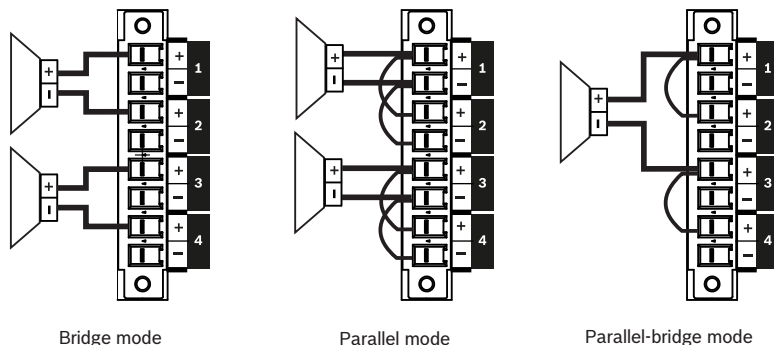 + + 1
− −
+ 2
−
+ + 3
− −
+ 4
−
Bridge mode
+ + 1
− −
+ 2
−
+ + 3
− −
+ 4
−
Parallel mode
+ 1
+ −
− + 2
−
+ 3
−
+ 4
−
Parallel-bridge mode